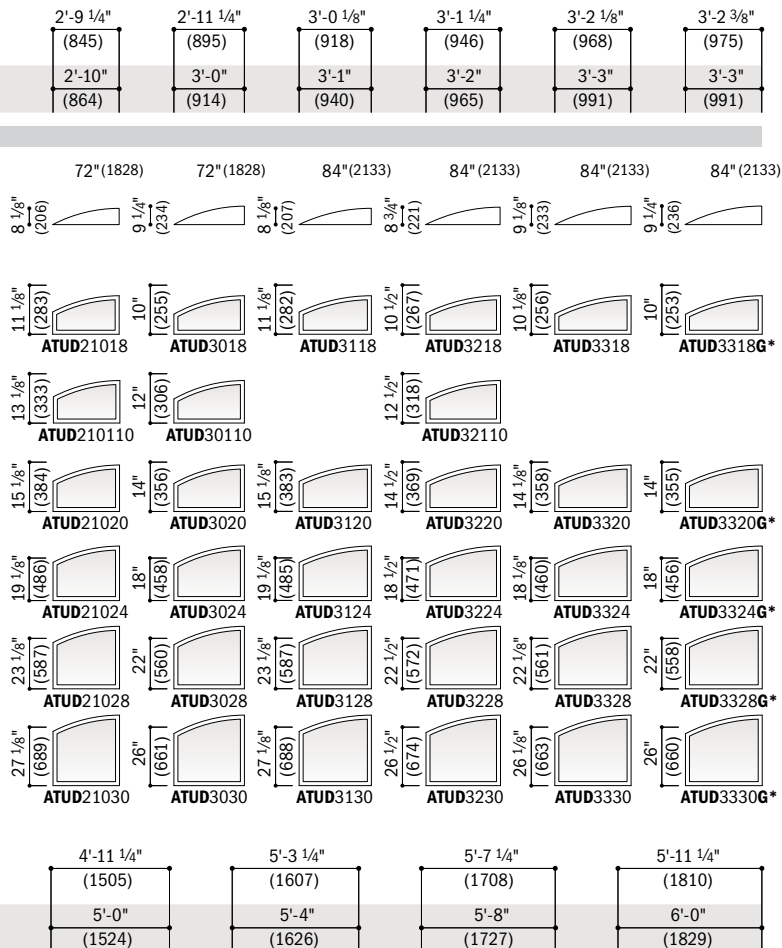 2'-9 1/4" 2'-11 1/4" 3'-0 1/8" 3'-1 1/4" 3'-2 1/8" 3'-2 3/8"
(845) (895) (918) (946) (968) (975)
2'-10" 3'-0" 3'-1" 3'-2" 3'-3" 3'-3"
(864) (914) (940) (965) (991) (991)
72" (1828) 72" (1828) 84" (2133) 84" (2133) 84" (2133) 84" (2133)
8 1/8" (206) 9 1/4" (234) 8 1/8" (207) 8 3/4" (221) 9 1/8" (233) 9 1/4" (236)
11 1/8" (283) 10" (255) 11 1/8" (282) 10 1/2" (267) 10 1/8" (256) 10" (253)
ATUD21018 ATUD3018 ATUD3118 ATUD3218 ATUD3318 ATUD3318G*
13 1/8" (333) 12" (306) 12 1/2" (318)
ATUD210110 ATUD30110 ATUD32110
15 1/8" (384) 14" (356) 15 1/8" (383) 14 1/2" (369) 14 1/8" (358) 14" (355)
ATUD21020 ATUD3020 ATUD3120 ATUD3220 ATUD3320 ATUD3320G*
19 1/8" (486) 18" (458) 19 1/8" (485) 18 1/2" (471) 18 1/8" (460) 18" (456)
ATUD21024 ATUD3024 ATUD3124 ATUD3224 ATUD3324 ATUD3324G*
23 1/8" (587) 22" (560) 23 1/8" (587) 22 1/2" (572) 22 1/8" (561) 22" (558)
ATUD21028 ATUD3028 ATUD3128 ATUD3228 ATUD3328 ATUD3328G*
27 1/8" (689) 26" (661) 27 1/8" (688) 26 1/2" (674) 26 1/8" (663) 26" (660)
ATUD21030 ATUD3030 ATUD3130 ATUD3230 ATUD3330 ATUD3330G*
4'-11 1/4" 5'-3 1/4" 5'-7 1/4" 5'-11 1/4"
(1505) (1607) (1708) (1810)
5'-0" 5'-4" 5'-8" 6'-0"
(1524) (1626) (1727) (1829)